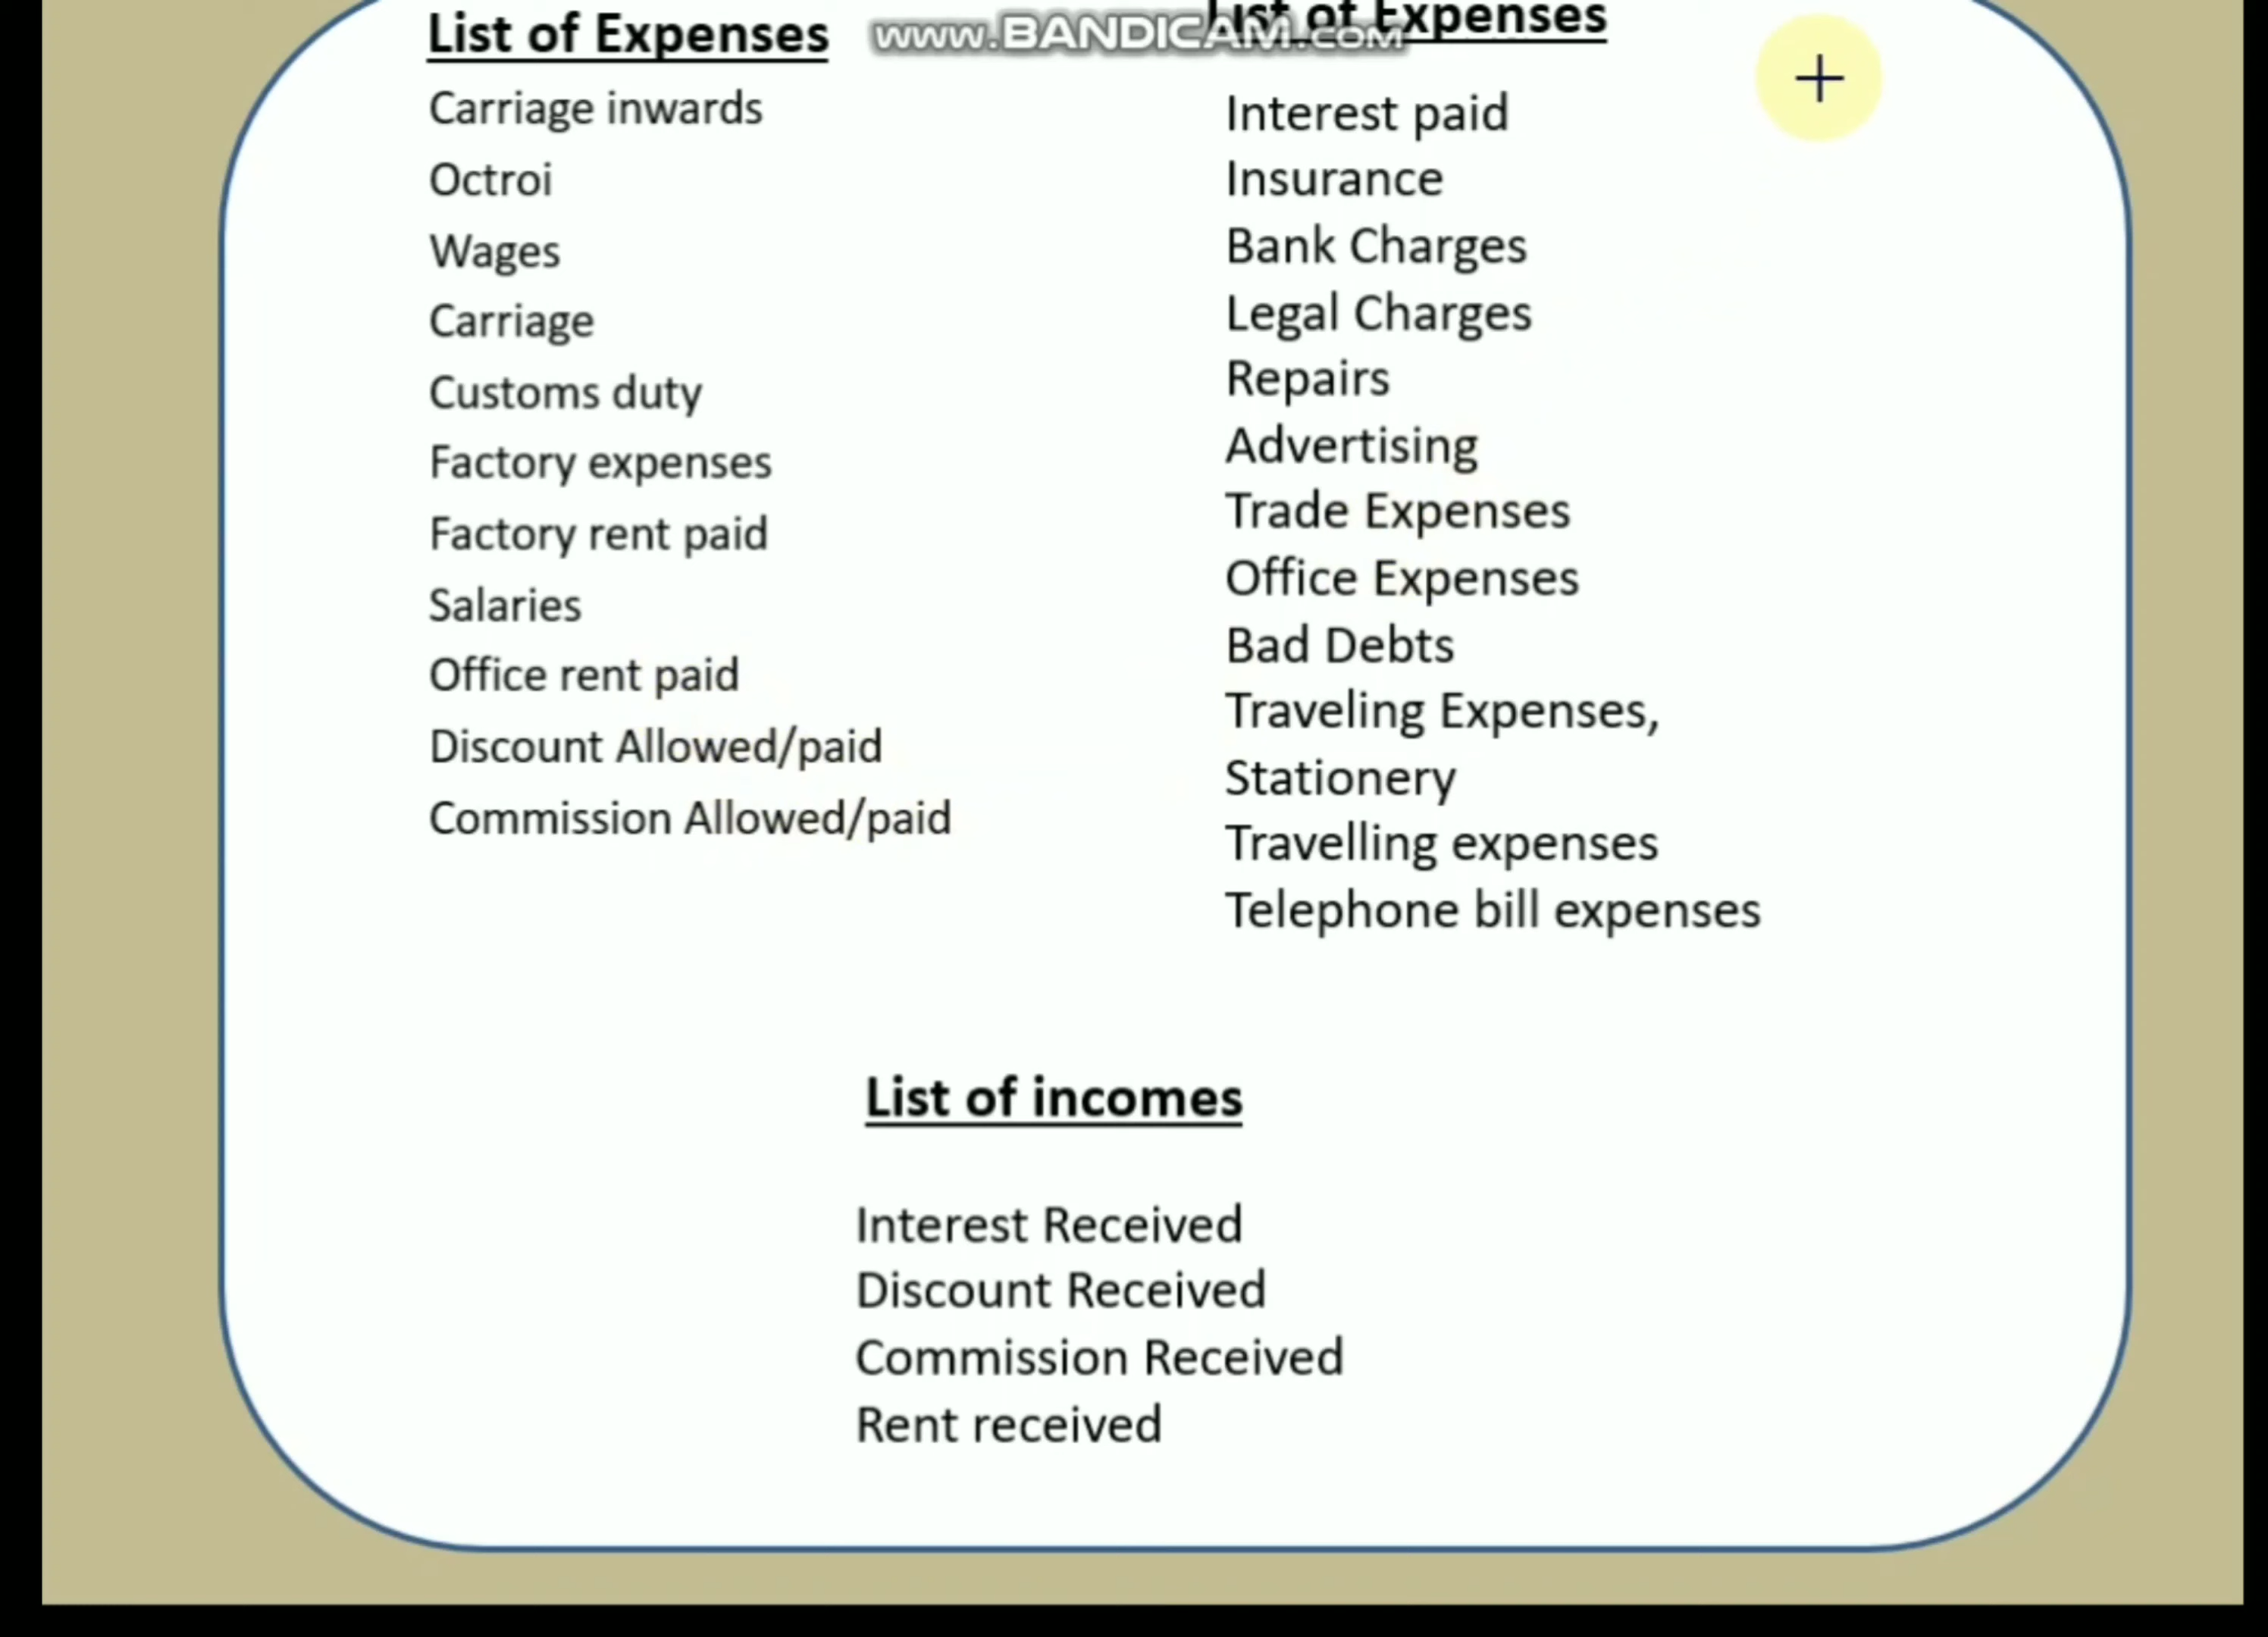 List of Expenses
Carriage inwards
Octroi
Wages
Carriage
Customs duty
Factory expenses
Factory rent paid
Salaries
Office rent paid
Discount Allowed/paid
Commission Allowed/paid
www.BANDICAM.com
List of Expenses
Interest paid
Insurance
Bank Charges
Legal Charges
Repairs
Advertising
Trade Expenses
Office Expenses
Bad Debts
Traveling Expenses,
Stationery
Travelling expenses
Telephone bill expenses
List of incomes
Interest Received
Discount Received
Commission Received
Rent received